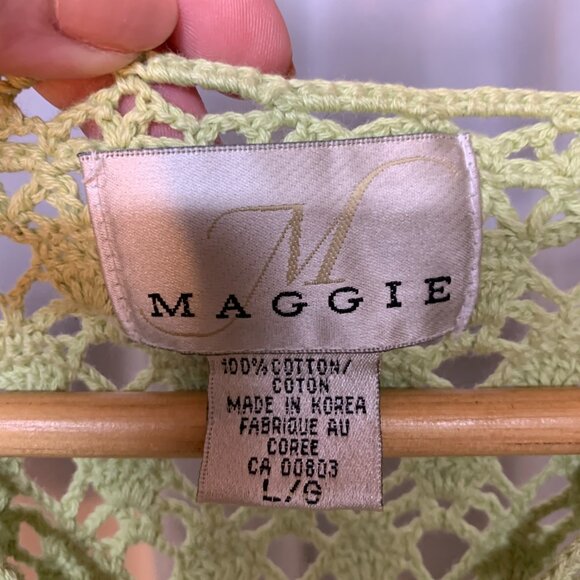 M
MAGGIE
100% COTTON/
COTON
MADE IN KOREA
FABRIQUE AU
COREE
CA 00803
L/G